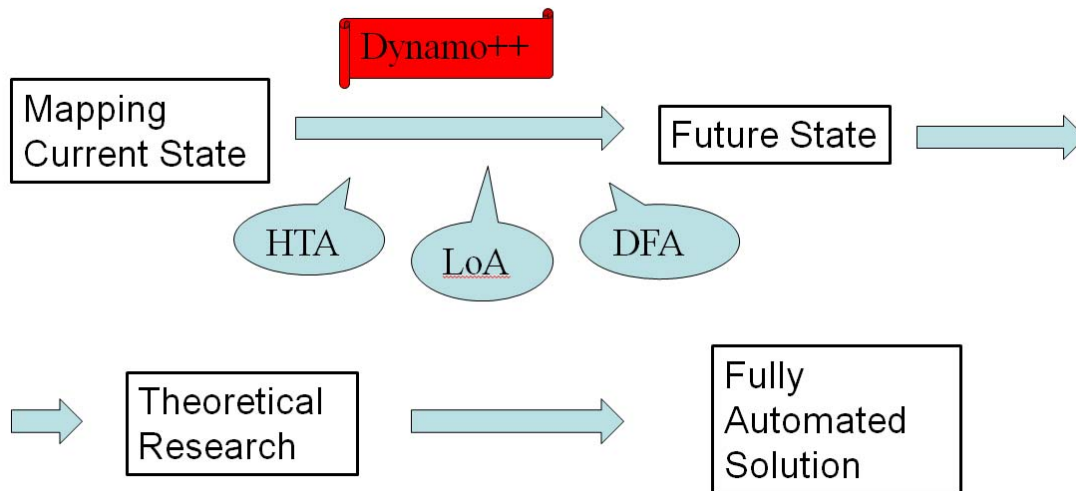 Dynamo++
Mapping
Current State
Future State
HTA
LoA
DFA
Theoretical
Research
Fully
Automated
Solution